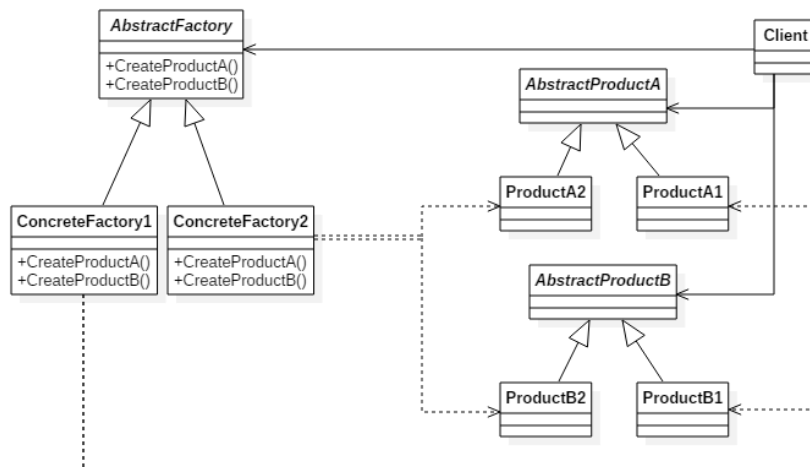 AbstractFactory
+CreateProductA()
+CreateProductB()
Client
AbstractProductA
ProductA2
ProductA1
ConcreteFactory1
+CreateProductA()
+CreateProductB()
ConcreteFactory2
+CreateProductA()
+CreateProductB()
AbstractProductB
ProductB2
ProductB1